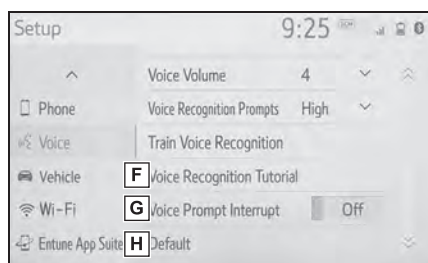 Setup 9:25
Voice Volume 4
Phone Voice Recognition Prompts High
Voice Train Voice Recognition
Vehicle F Voice Recognition Tutorial
Wi-Fi G Voice Prompt Interrupt Off
Entune App Suite H Default